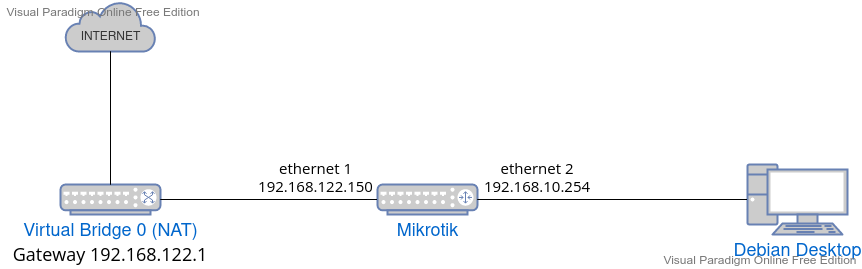 Visual Paradigm Online Free Edition
INTERNET
ethernet 1
192.168.122.150
ethernet 2
192.168.10.254
Virtual Bridge 0 (NAT)
Gateway 192.168.122.1
Mikrotik
Debian Desktop
Visual Paradigm Online Free Edition